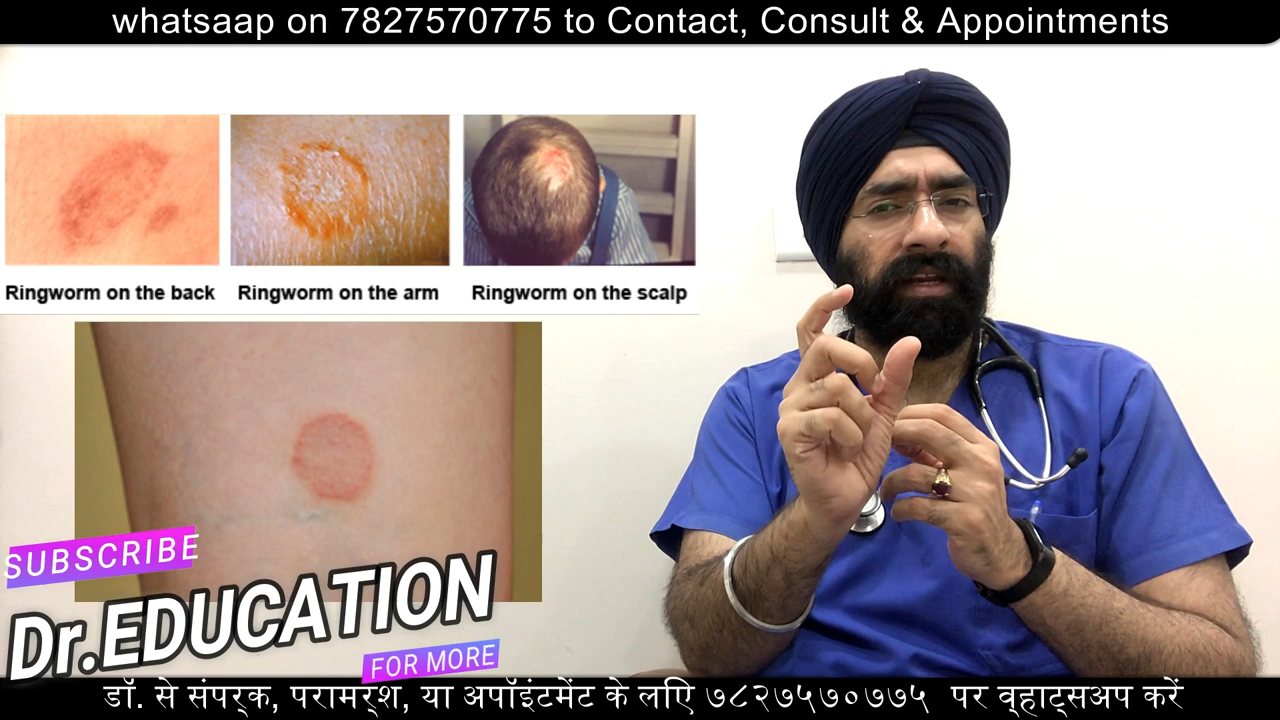 whatsaap on 7827570775 to Contact, Consult & Appointments
Ringworm on the back
Ringworm on the arm
Ringworm on the scalp
SUBSCRIBE
Dr.EDUCATION
FOR MORE
डॉ. से संपर्क, परामर्श, या अपॉइंटमेंट के लिए ७८२७५७०७७५ पर व्हाट्सअप करें